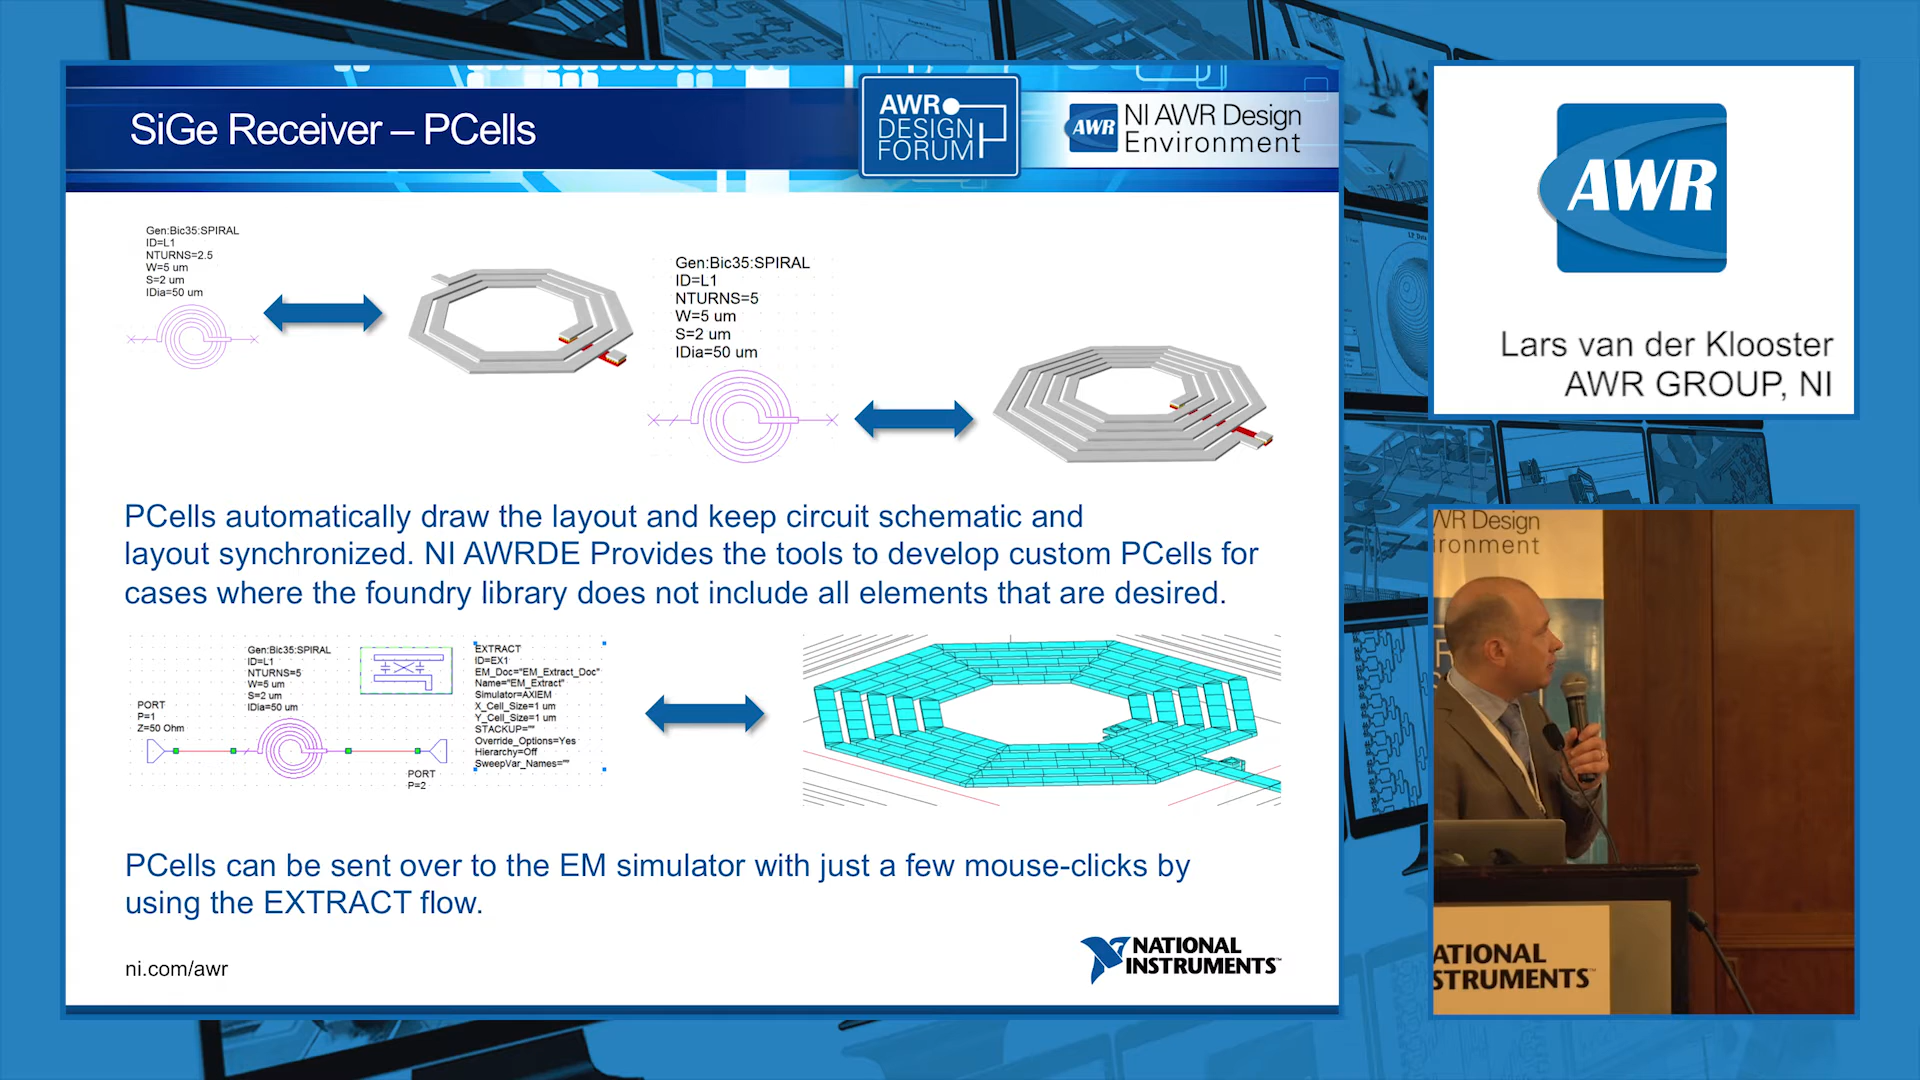 SiGe Receiver – PCells
AWR
DESIGN
FORUM
AWR
NI AWR Design
Environment
Gen:Bic35:SPIRAL
ID=L1
NTURNS=2.5
W=5 um
S=2 um
IDia=50 um
Gen:Bic35:SPIRAL
ID=L1
NTURNS=5
W=5 um
S=2 um
IDia=50 um
PCells automatically draw the layout and keep circuit schematic and
layout synchronized. NI AWRDE Provides the tools to develop custom PCells for
cases where the foundry library does not include all elements that are desired.
PORT
P=1
Z=50 Ohm
Gen:Bic35:SPIRAL
ID=L1
NTURNS=5
W=5 um
S=2 um
IDia=50 um
PORT
P=2
EXTRACT
ID=EX1
EM_Doc="EM_Extract_Doc"
Name="EM_Extract"
Simulator=AXIEM
X_Cell_Size=1 um
Y_Cell_Size=1 um
STACKUP=""
Override_Options=Yes
Hierarchy=Off
SweepVar_Names=""
PCells can be sent over to the EM simulator with just a few mouse-clicks by
using the EXTRACT flow.
ni.com/awr
NATIONAL
INSTRUMENTS™
AWR
Lars van der Klooster
AWR GROUP, NI
WR Design
ironment
ATIONAL
STRUMENTS™